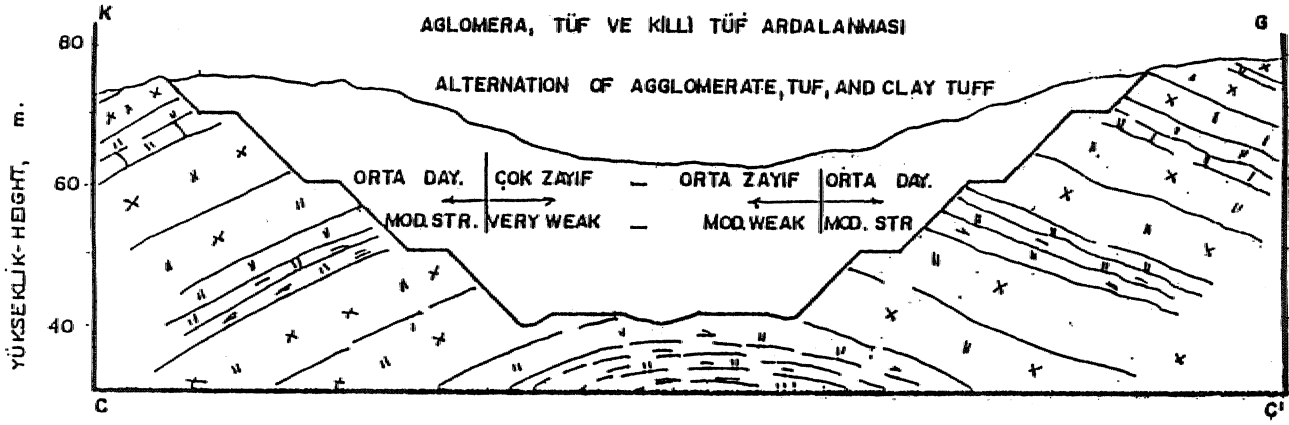 K
G
AGLOMERA, TÜF VE KİLLİ TÜF ARDALANMASI
ALTERNATION OF AGGLOMERATE, TUF, AND CLAY TUFF
80
60
40
YÜKSEKLİK-HEIGHT, m.
ORTA DAY. ÇOK ZAYIF – ORTA ZAYIF ORTA DAY.
MOD. STR. VERY WEAK – MOD. WEAK MOD. STR
C
Ç'